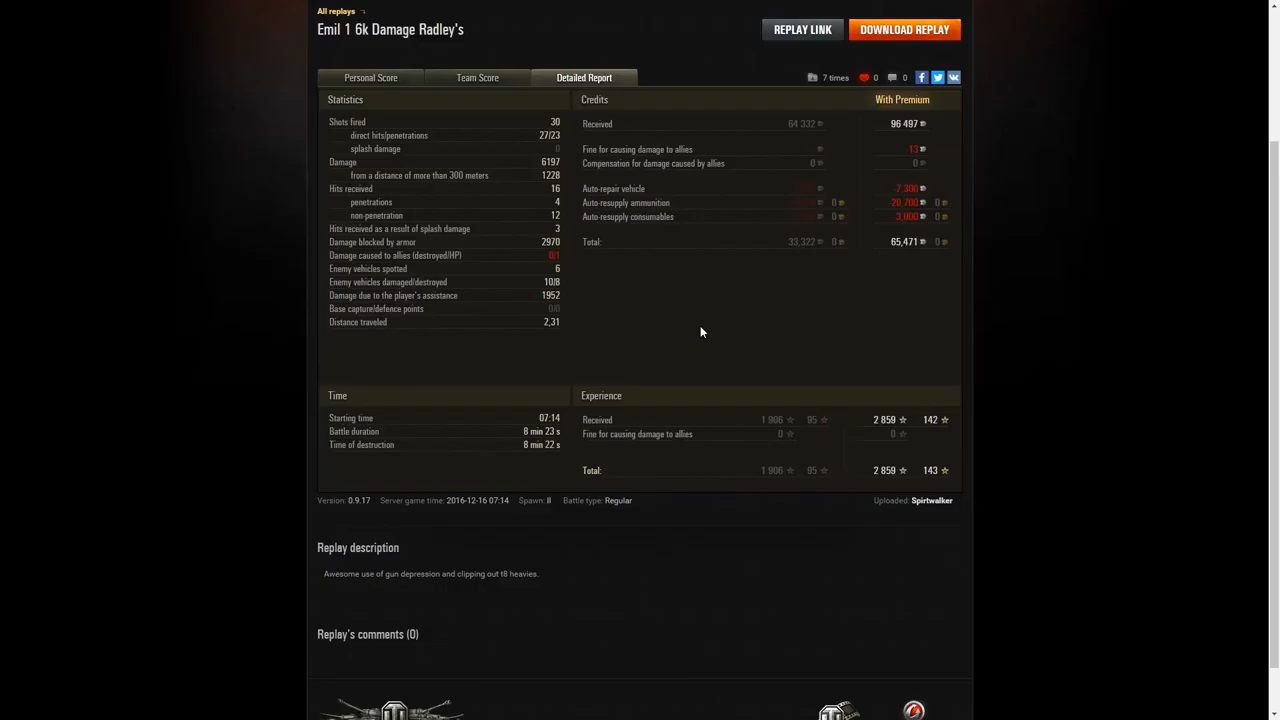 All replays
Emil 1 6k Damage Radley's
REPLAY LINK
DOWNLOAD REPLAY
Personal Score
Team Score
Detailed Report
7 times 0 0
Statistics
Shots fired 30
direct hits/penetrations 27/23
splash damage 0
Damage 6197
from a distance of more than 300 meters 1228
Hits received 16
penetrations 4
non-penetration 12
Hits received as a result of splash damage 3
Damage blocked by armor 2970
Damage caused to allies (destroyed/HP) 0/1
Enemy vehicles spotted 6
Enemy vehicles damaged/destroyed 10/8
Damage due to the player's assistance 1952
Base capture/defence points 0/0
Distance traveled 2,31
Credits With Premium
Received 64 332 96 497
Fine for causing damage to allies 13
Compensation for damage caused by allies 0 0
Auto-repair vehicle -7,300
Auto-resupply ammunition 0 -20,700 0
Auto-resupply consumables 0 3,000 0
Total: 33,322 0 65,471 0
Time
Starting time 07:14
Battle duration 8 min 23 s
Time of destruction 8 min 22 s
Experience
Received 1 906 95 2 859 142
Fine for causing damage to allies 0 0
Total: 1 906 95 2 859 143
Version: 0.9.17 Server game time: 2016-12-16 07:14 Spawn: II Battle type: Regular Uploaded: Spirtwalker
Replay description
Awesome use of gun depression and clipping out t8 heavies.
Replay's comments (0)